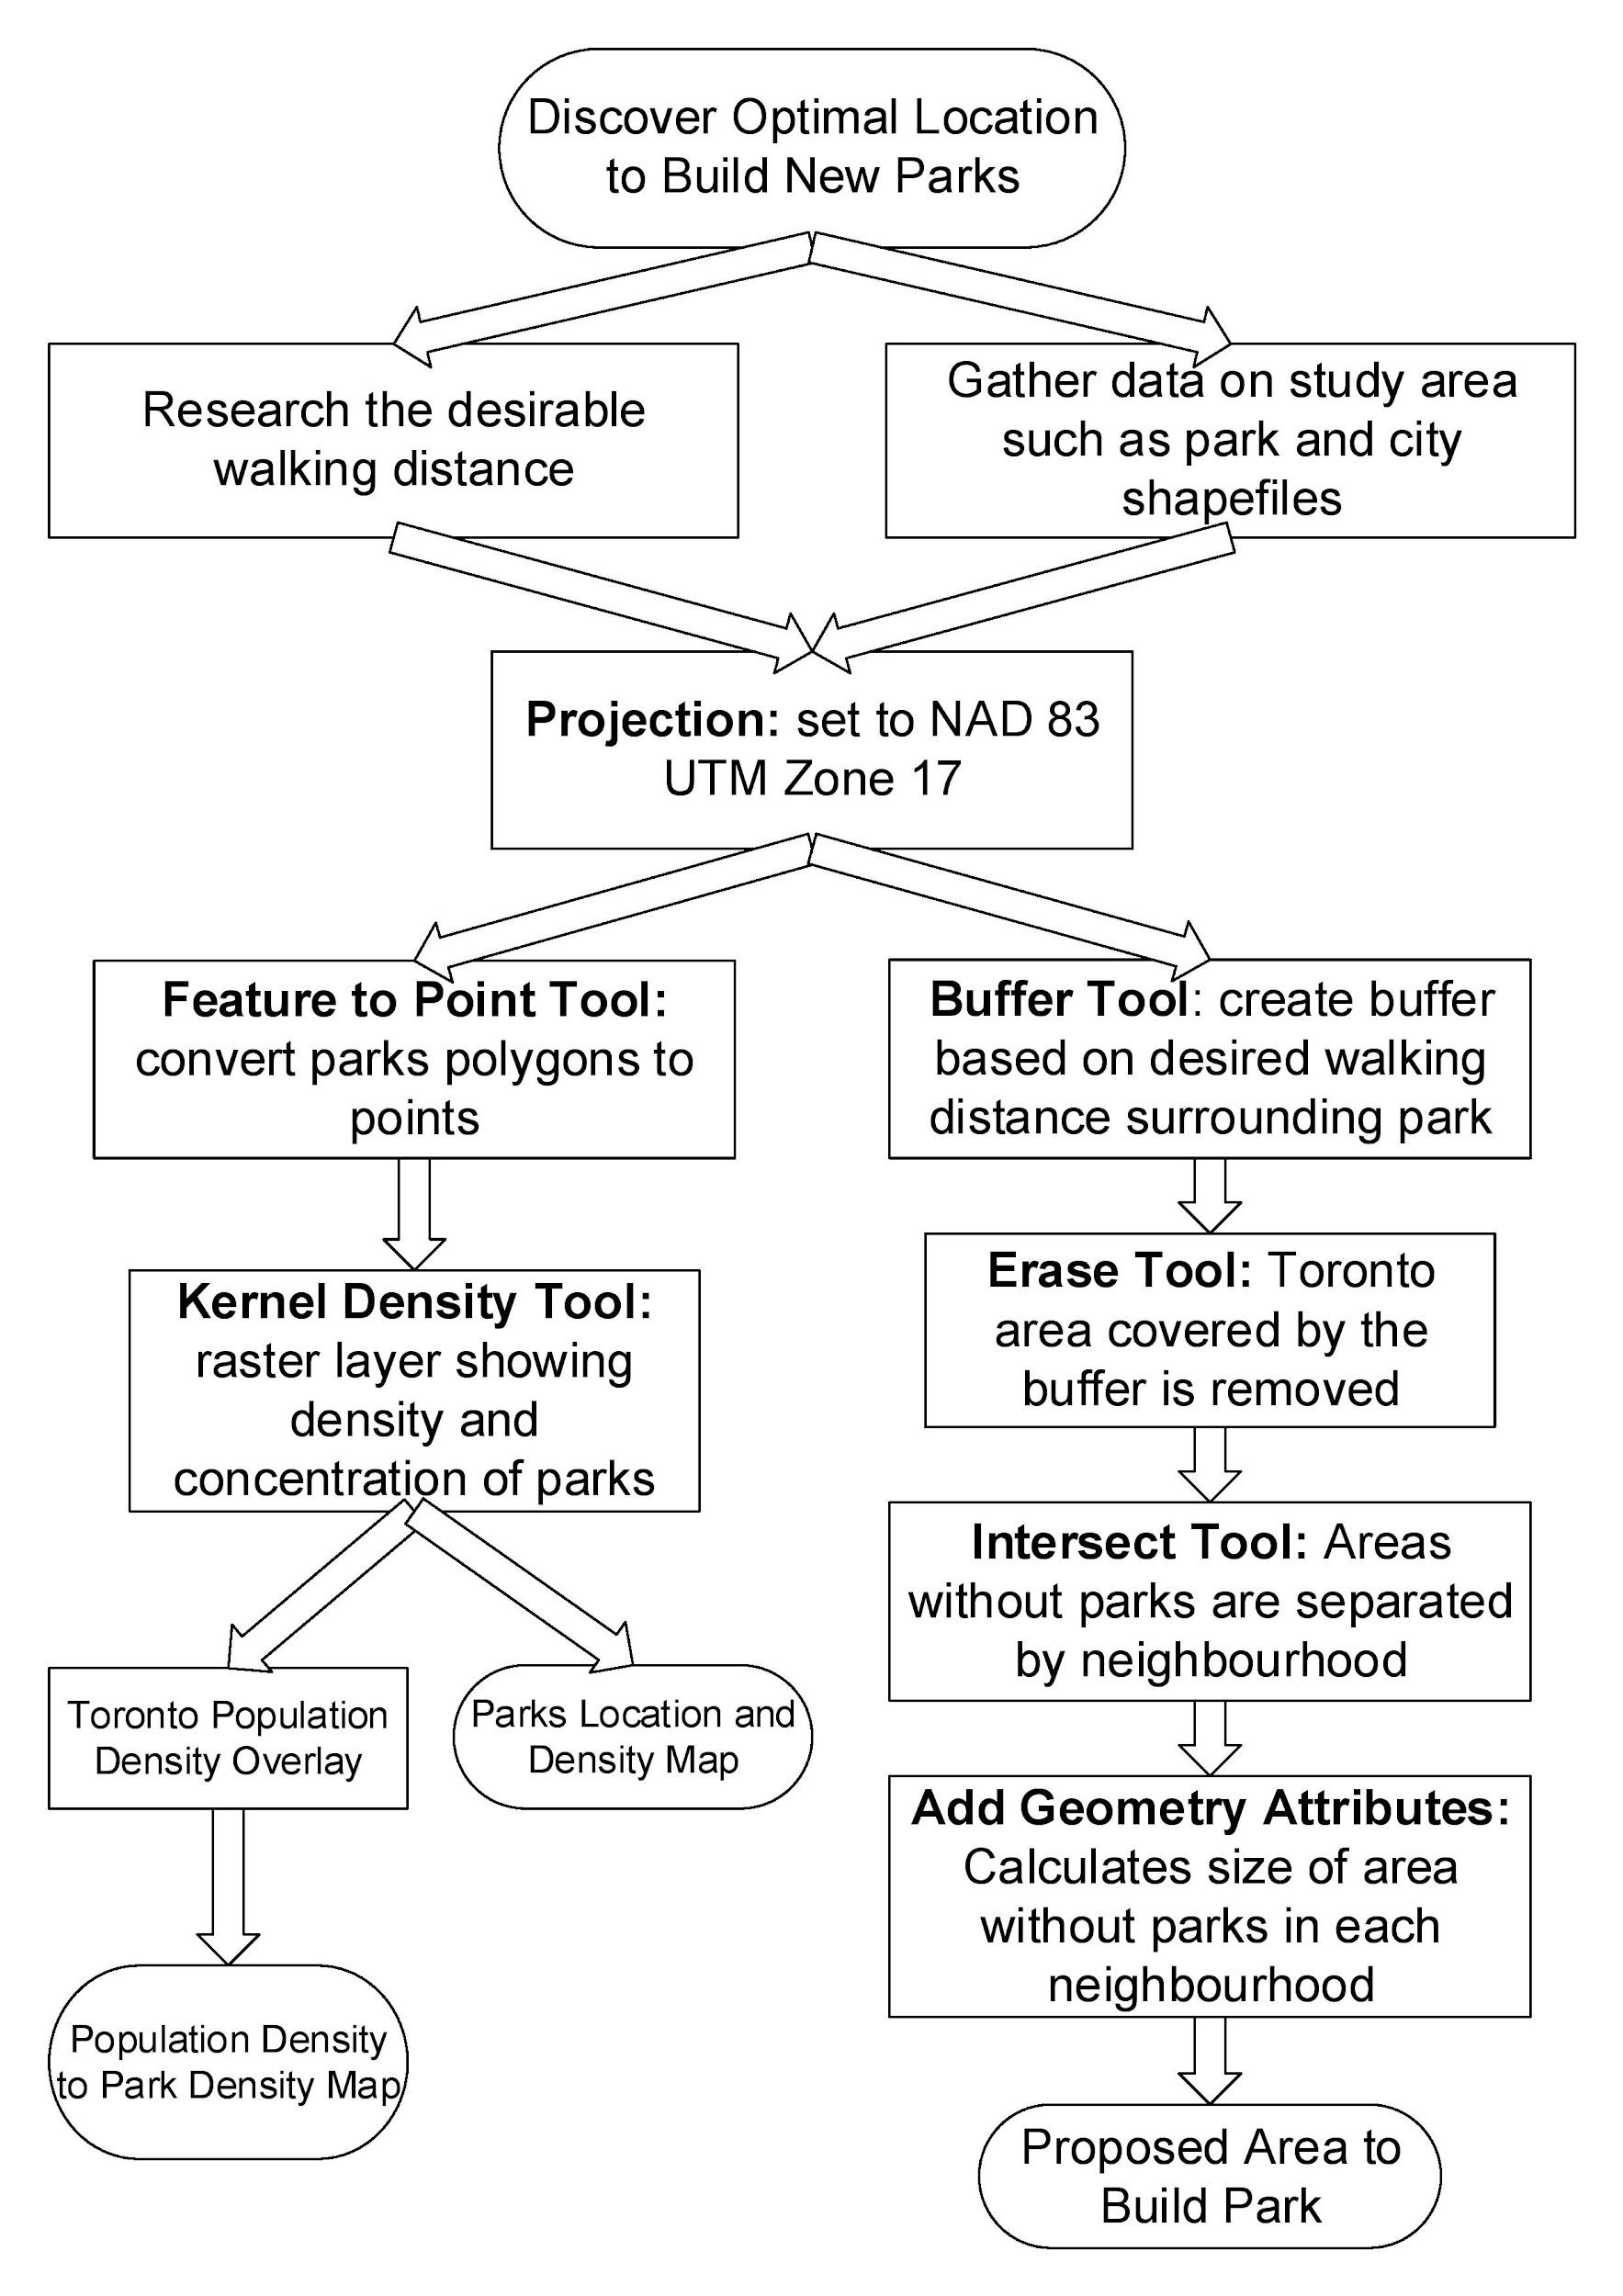 Discover Optimal Location
to Build New Parks
Research the desirable
walking distance
Gather data on study area
such as park and city
shapefiles
Projection: set to NAD 83
UTM Zone 17
Feature to Point Tool:
convert parks polygons to
points
Buffer Tool: create buffer
based on desired walking
distance surrounding park
Kernel Density Tool:
raster layer showing
density and
concentration of parks
Erase Tool: Toronto
area covered by the
buffer is removed
Intersect Tool: Areas
without parks are separated
by neighbourhood
Toronto Population
Density Overlay
Parks Location and
Density Map
Add Geometry Attributes:
Calculates size of area
without parks in each
neighbourhood
Population Density
to Park Density Map
Proposed Area to
Build Park